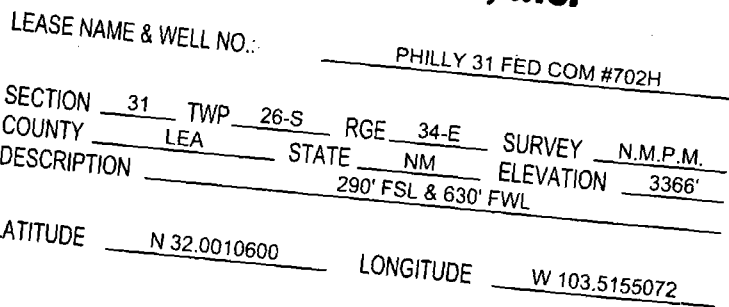 LEASE NAME & WELL NO.: PHILLY 31 FED COM #702H
SECTION 31 TWP 26-S RGE 34-E SURVEY N.M.P.M.
COUNTY LEA STATE NM ELEVATION 3366'
DESCRIPTION 290' FSL & 630' FWL
LATITUDE N 32.0010600 LONGITUDE W 103.5155072